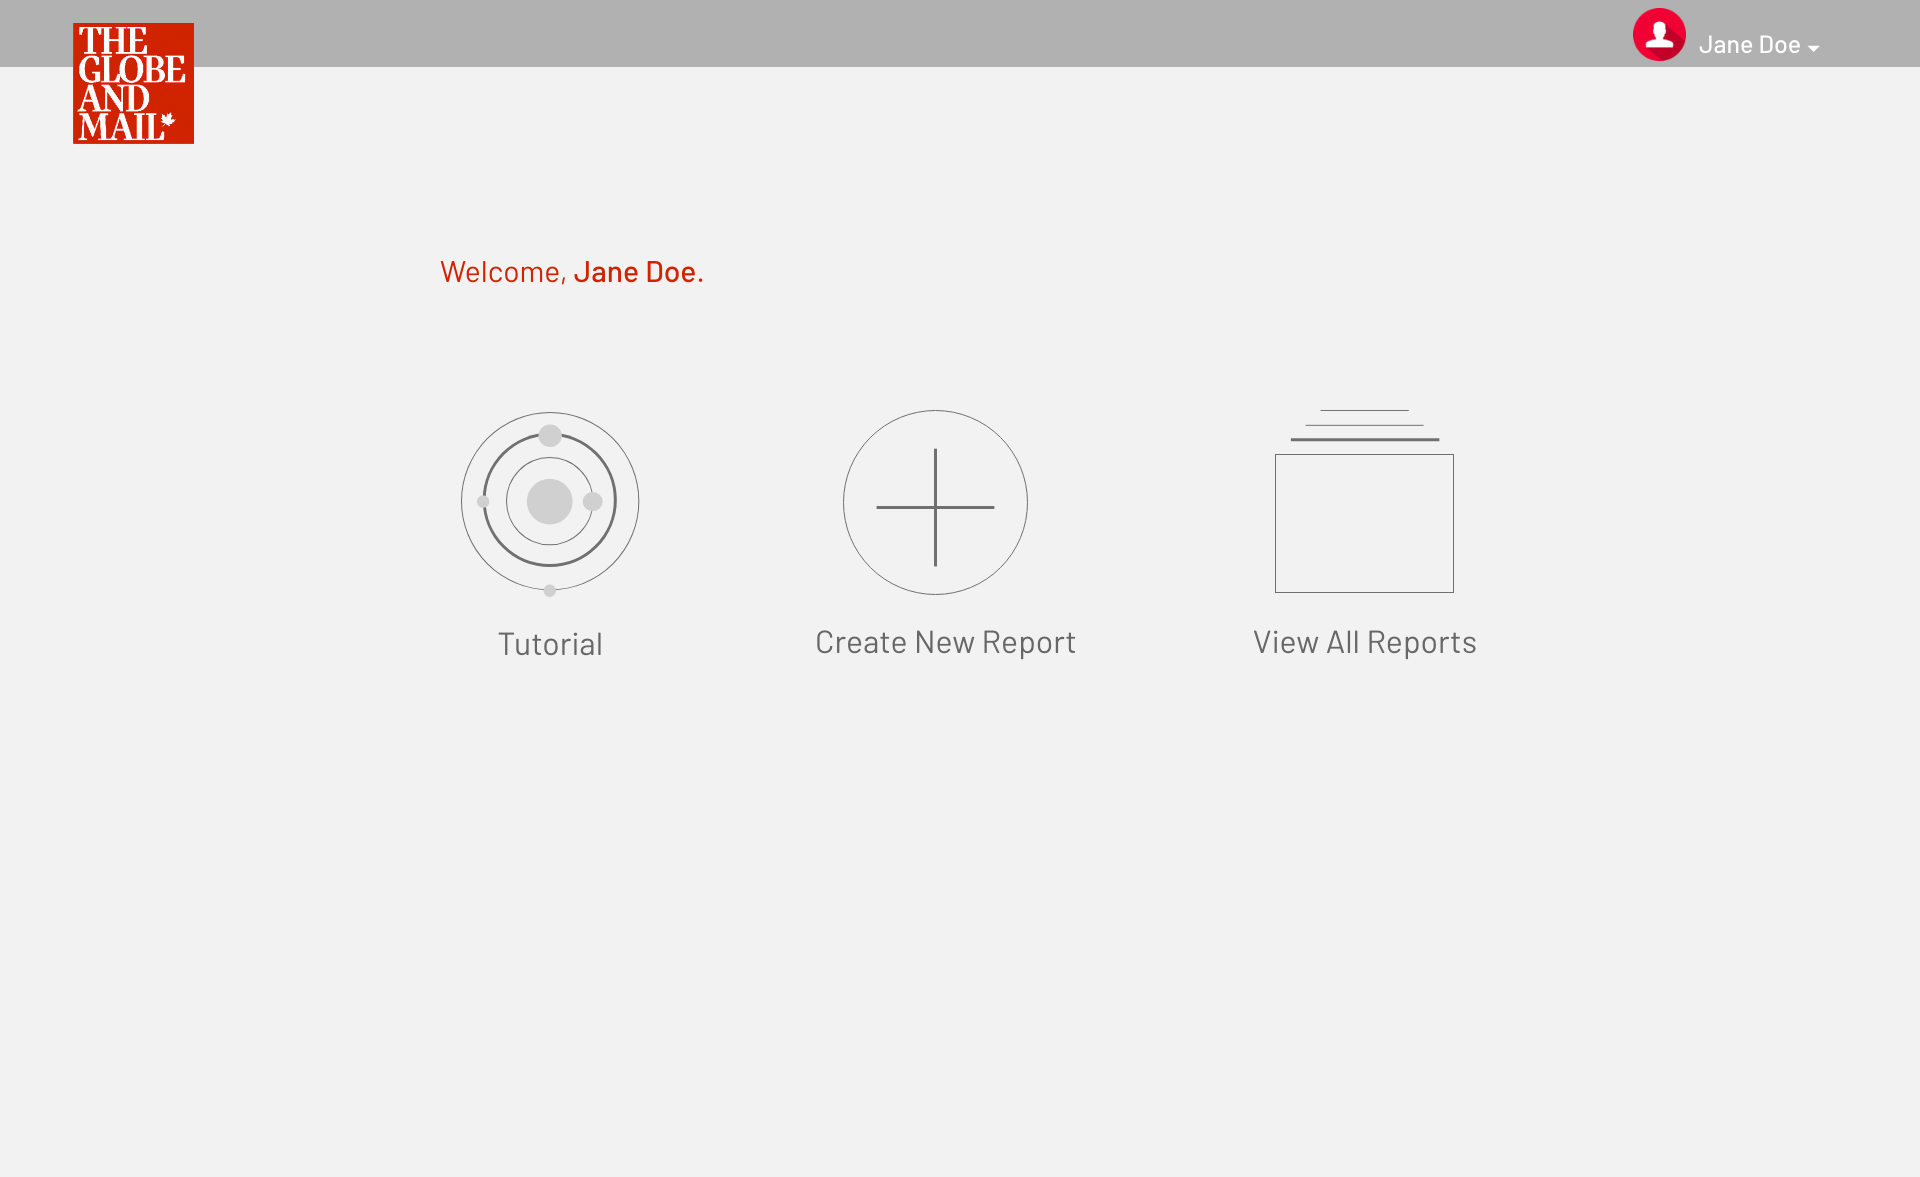 THE
GLOBE
AND
MAIL
Jane Doe
Welcome, Jane Doe.
Tutorial
Create New Report
View All Reports